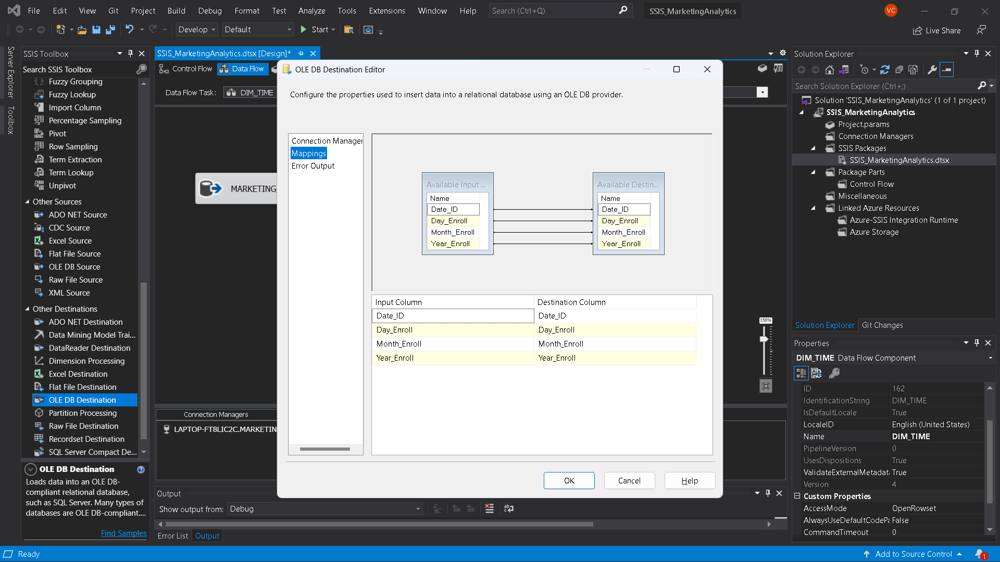 File Edit View Git Project Build Debug Format Test Analyze Tools Extensions Window Help Search (Ctrl+Q) SSIS_MarketingAnalytics VC
Develop Default Start Live Share
Server Explorer
Toolbox
SSIS Toolbox
Search SSIS Toolbox
Fuzzy Grouping
Fuzzy Lookup
Import Column
Percentage Sampling
Pivot
Row Sampling
Term Extraction
Term Lookup
Unpivot
Other Sources
ADO NET Source
CDC Source
Excel Source
Flat File Source
OLE DB Source
Raw File Source
XML Source
Other Destinations
ADO NET Destination
Data Mining Model Trai...
DataReader Destination
Dimension Processing
Excel Destination
Flat File Destination
OLE DB Destination
Partition Processing
Raw File Destination
Recordset Destination
SQL Server Compact De...
OLE DB Destination
Loads data into an OLE DB-
compliant relational database,
such as SQL Server. Many types of
databases are OLE DB-compliant....
Find Samples
SSIS_MarketingAnalytics.dtsx [Design]*
Control Flow Data Flow
Data Flow Task: DIM_TIME
MARKETING_
Connection Managers
LAPTOP-FT8LIC2C.MARKETIN
150%
OLE DB Destination Editor
Configure the properties used to insert data into a relational database using an OLE DB provider.
Connection Manager
Mappings
Error Output
Available Input ...
Name
Date_ID
Day_Enroll
Month_Enroll
Year_Enroll
Available Destin...
Name
Date_ID
Day_Enroll
Month_Enroll
Year_Enroll
Input Column Destination Column
Date_ID Date_ID
Day_Enroll Day_Enroll
Month_Enroll Month_Enroll
Year_Enroll Year_Enroll
OK Cancel Help
Output
Show output from: Debug
Error List Output
Solution Explorer
Search Solution Explorer (Ctrl+;)
Solution 'SSIS_MarketingAnalytics' (1 of 1 project)
SSIS_MarketingAnalytics
Project.params
Connection Managers
SSIS Packages
SSIS_MarketingAnalytics.dtsx
Package Parts
Control Flow
Miscellaneous
Linked Azure Resources
Azure-SSIS Integration Runtime
Azure Storage
Solution Explorer Git Changes
Properties
DIM_TIME Data Flow Component
ID 162
IdentificationString DIM_TIME
IsDefaultLocale True
LocaleID English (United States)
Name DIM_TIME
PipelineVersion 0
UsesDispositions True
ValidateExternalMetadat True
Version 4
Custom Properties
AccessMode OpenRowset
AlwaysUseDefaultCodePa False
CommandTimeout 0
Ready Add to Source Control 1